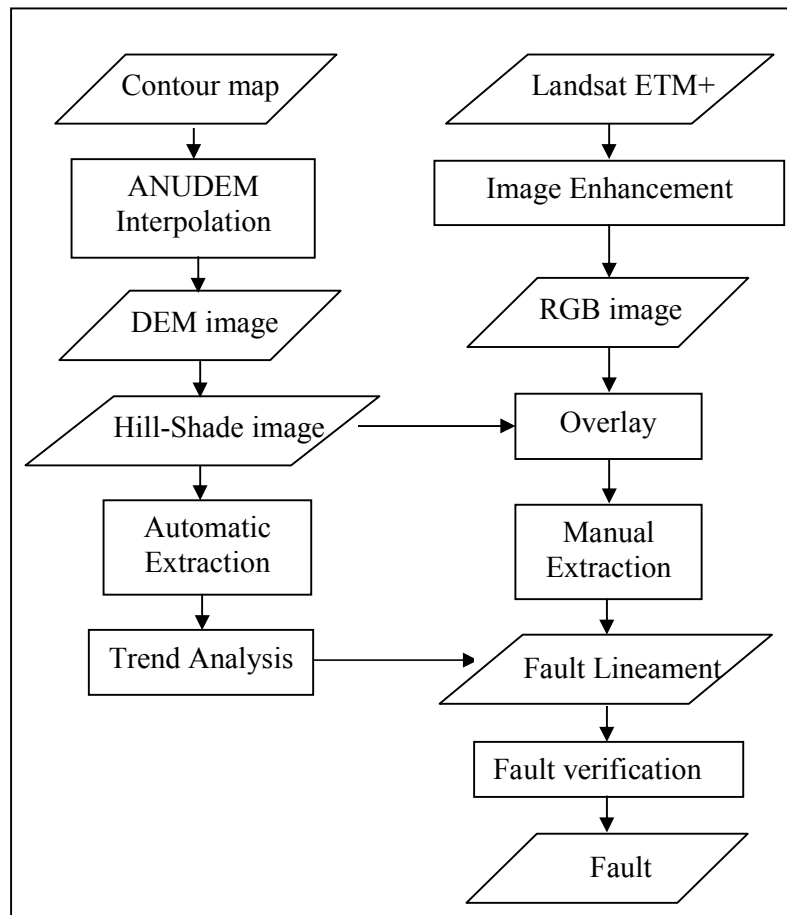 Contour map
ANUDEM
Interpolation
DEM image
Hill-Shade image
Automatic
Extraction
Trend Analysis
Landsat ETM+
Image Enhancement
RGB image
Overlay
Manual
Extraction
Fault Lineament
Fault verification
Fault